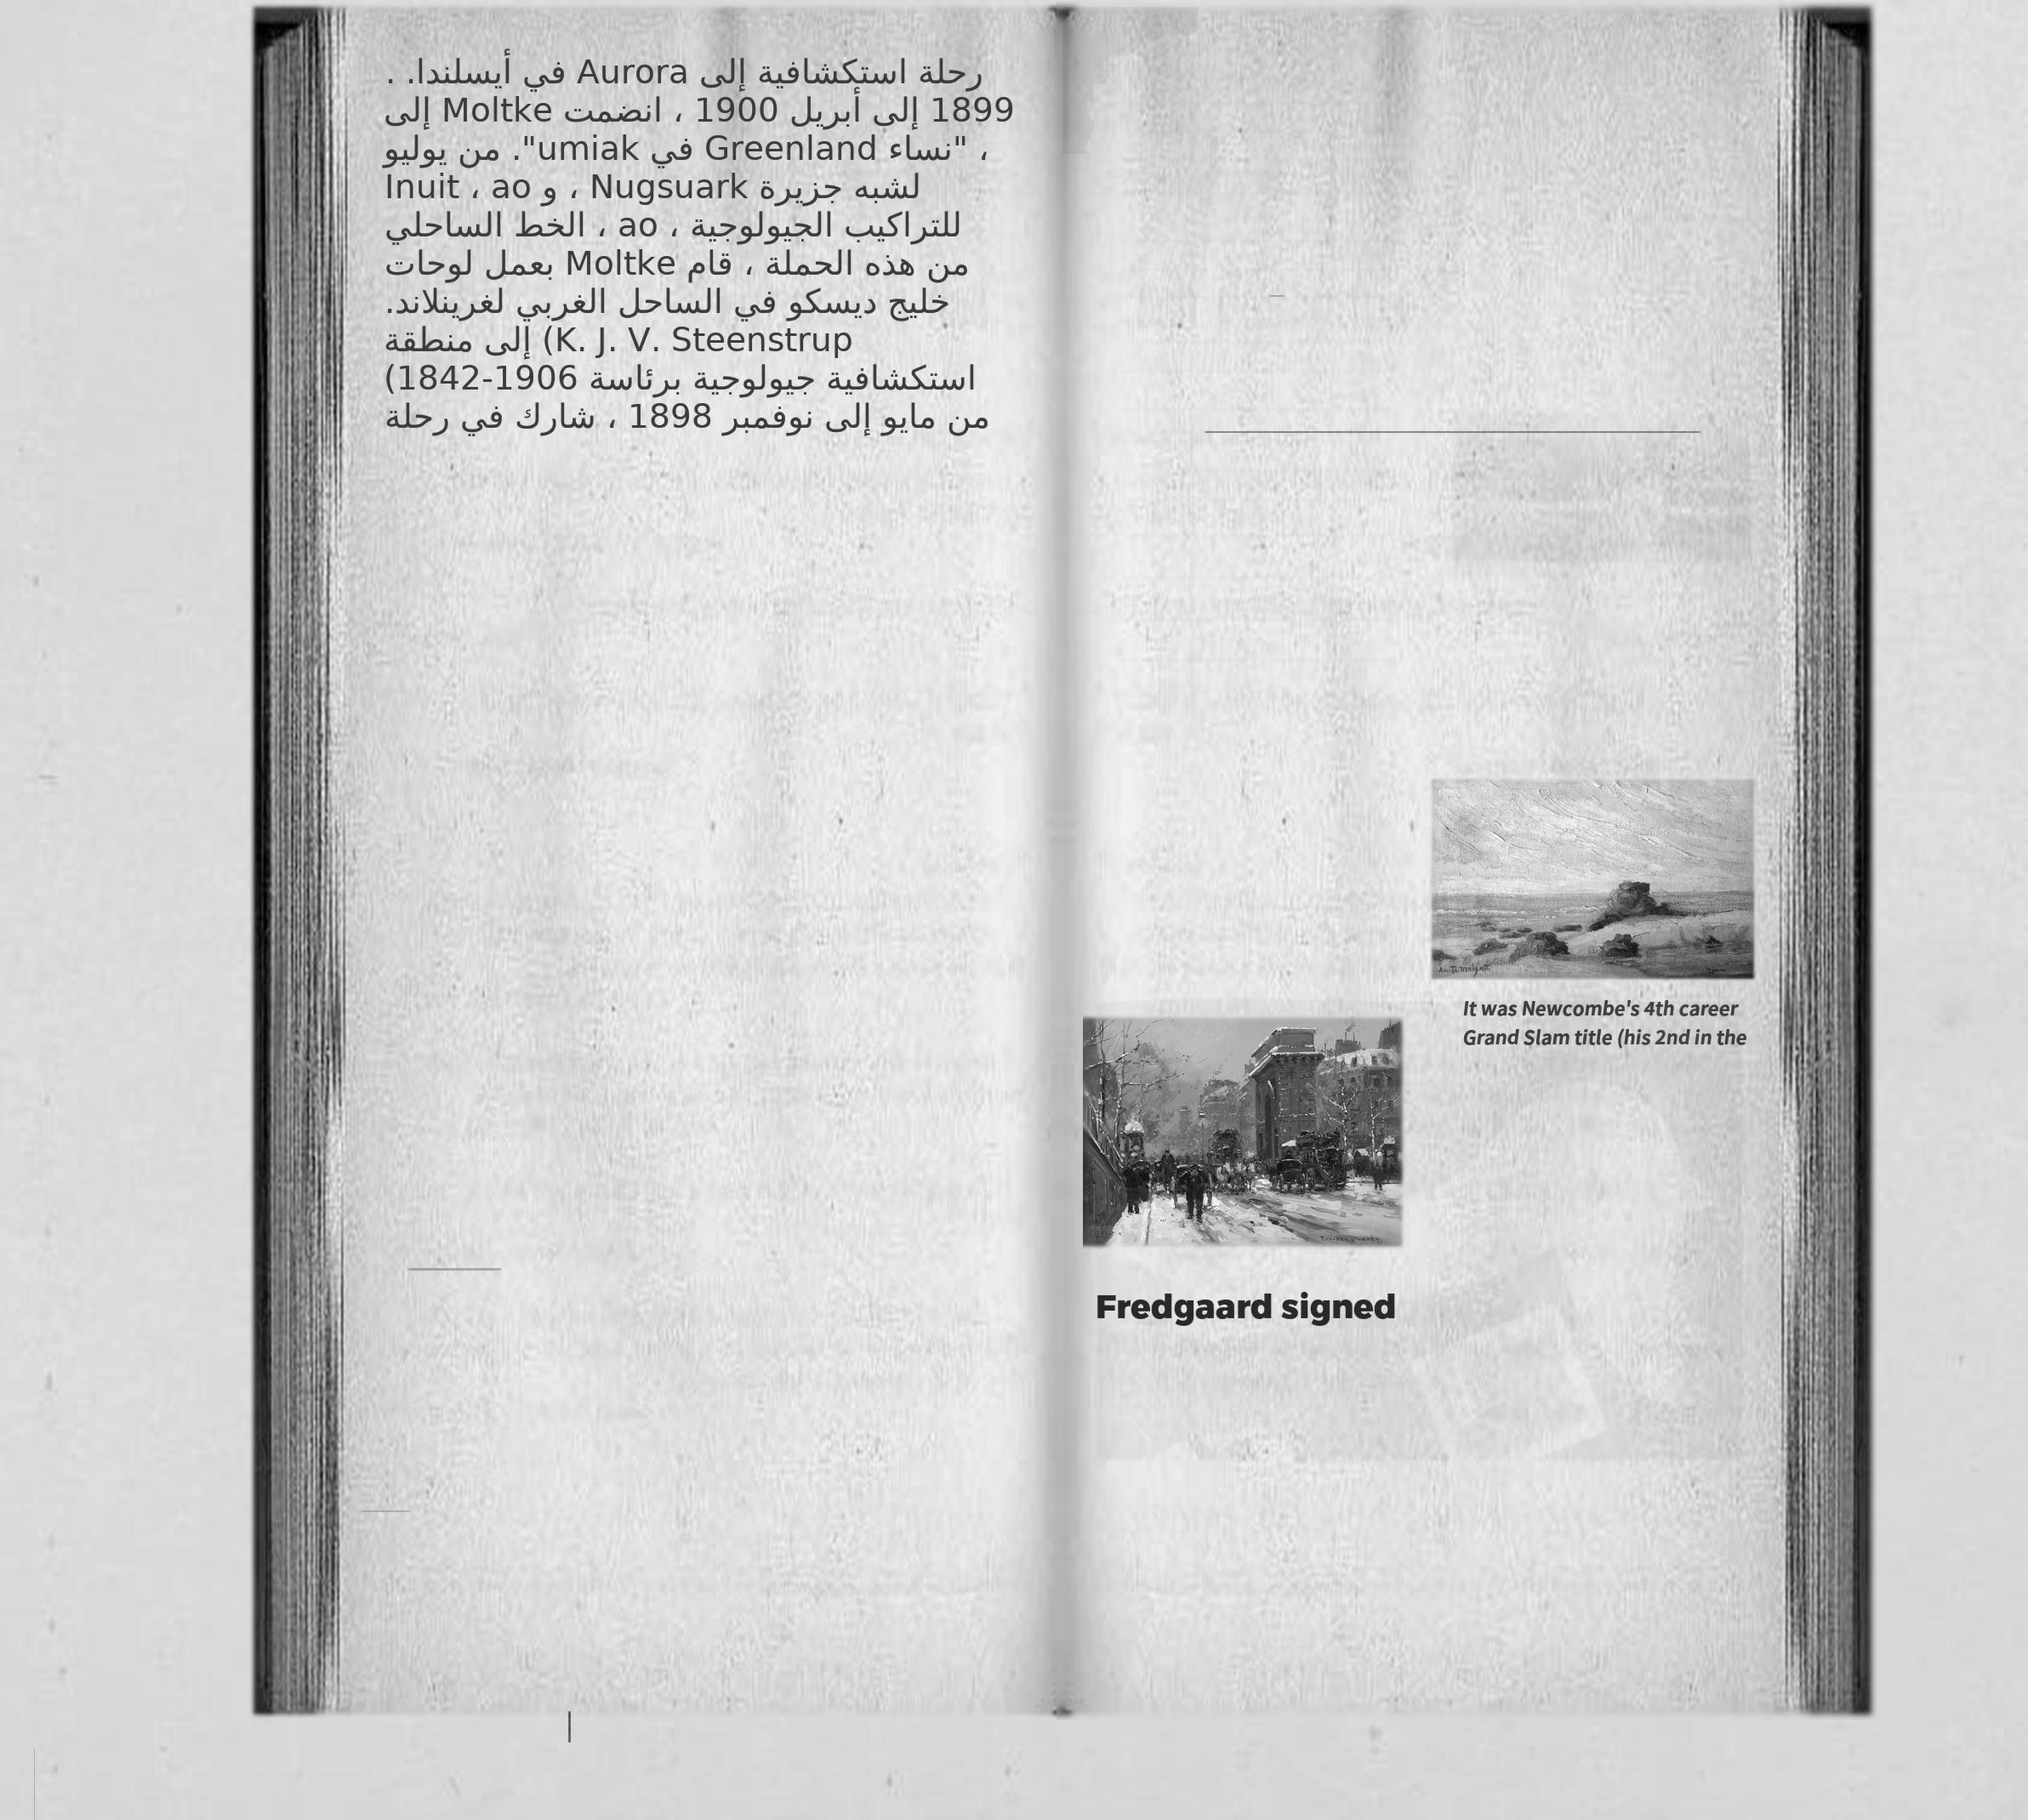 رحلة استكشافية إلى Aurora في أيسلندا. .
1899 إلى أبريل 1900 ، انضمت Moltke إلى
، "نساء Greenland في umiak". من يوليو
لشبه جزيرة Nugsuark ، و ao ، Inuit
للتراكيب الجيولوجية ، ao ، الخط الساحلي
من هذه الحملة ، قام Moltke بعمل لوحات
خليج ديسكو في الساحل الغربي لغرينلاند.
K. J. V. Steenstrup) إلى منطقة
استكشافية جيولوجية برئاسة 1842-1906)
من مايو إلى نوفمبر 1898 ، شارك في رحلة
It was Newcombe's 4th career
Grand Slam title (his 2nd in the
Fredgaard signed